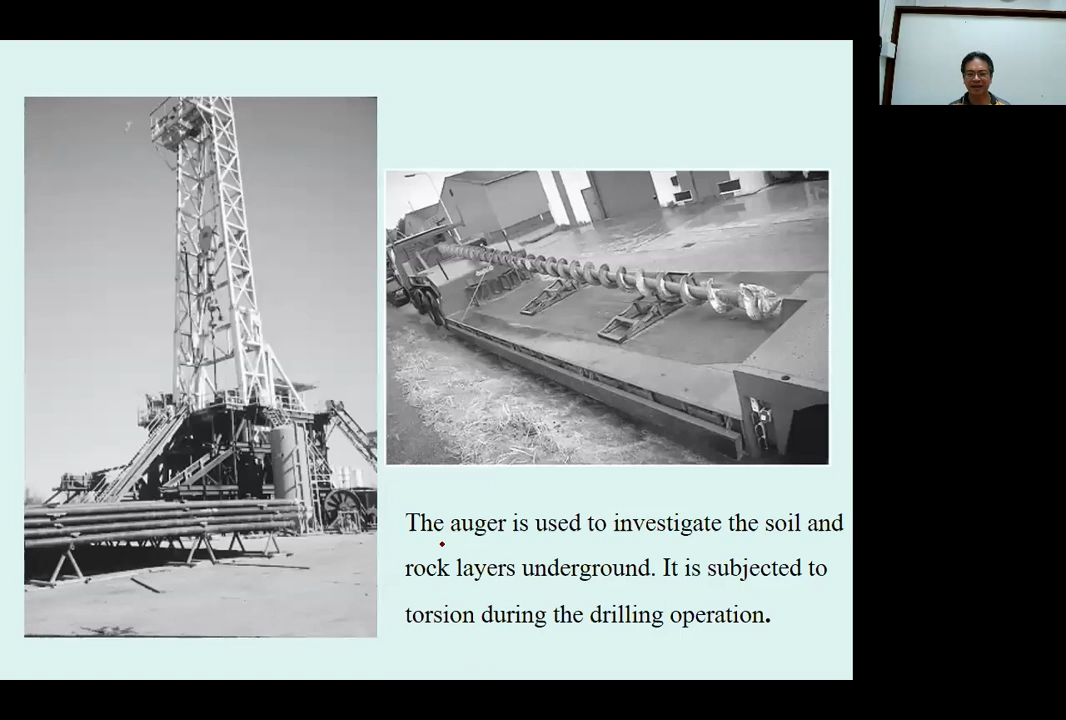 The auger is used to investigate the soil and
rock layers underground. It is subjected to
torsion during the drilling operation.